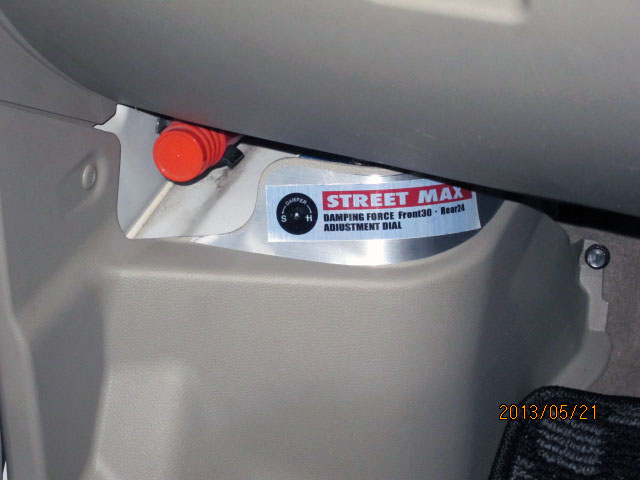 DAMPER
S H
STREET MAX
DAMPING FORCE Front30・Rear24
ADJUSTMENT DIAL
2013/05/21